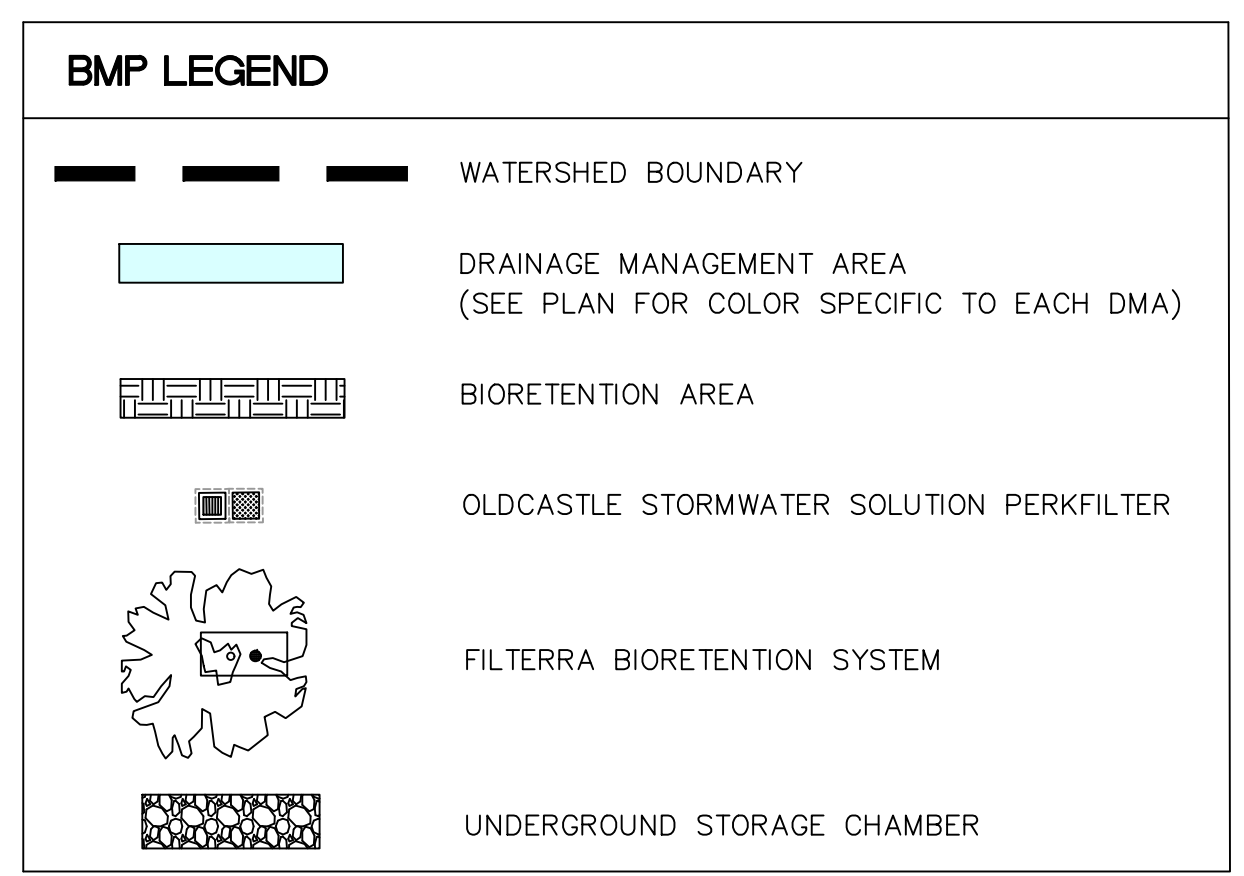 BMP LEGEND
WATERSHED BOUNDARY
DRAINAGE MANAGEMENT AREA
(SEE PLAN FOR COLOR SPECIFIC TO EACH DMA)
BIORETENTION AREA
OLDCASTLE STORMWATER SOLUTION PERKFILTER
FILTERRA BIORETENTION SYSTEM
UNDERGROUND STORAGE CHAMBER